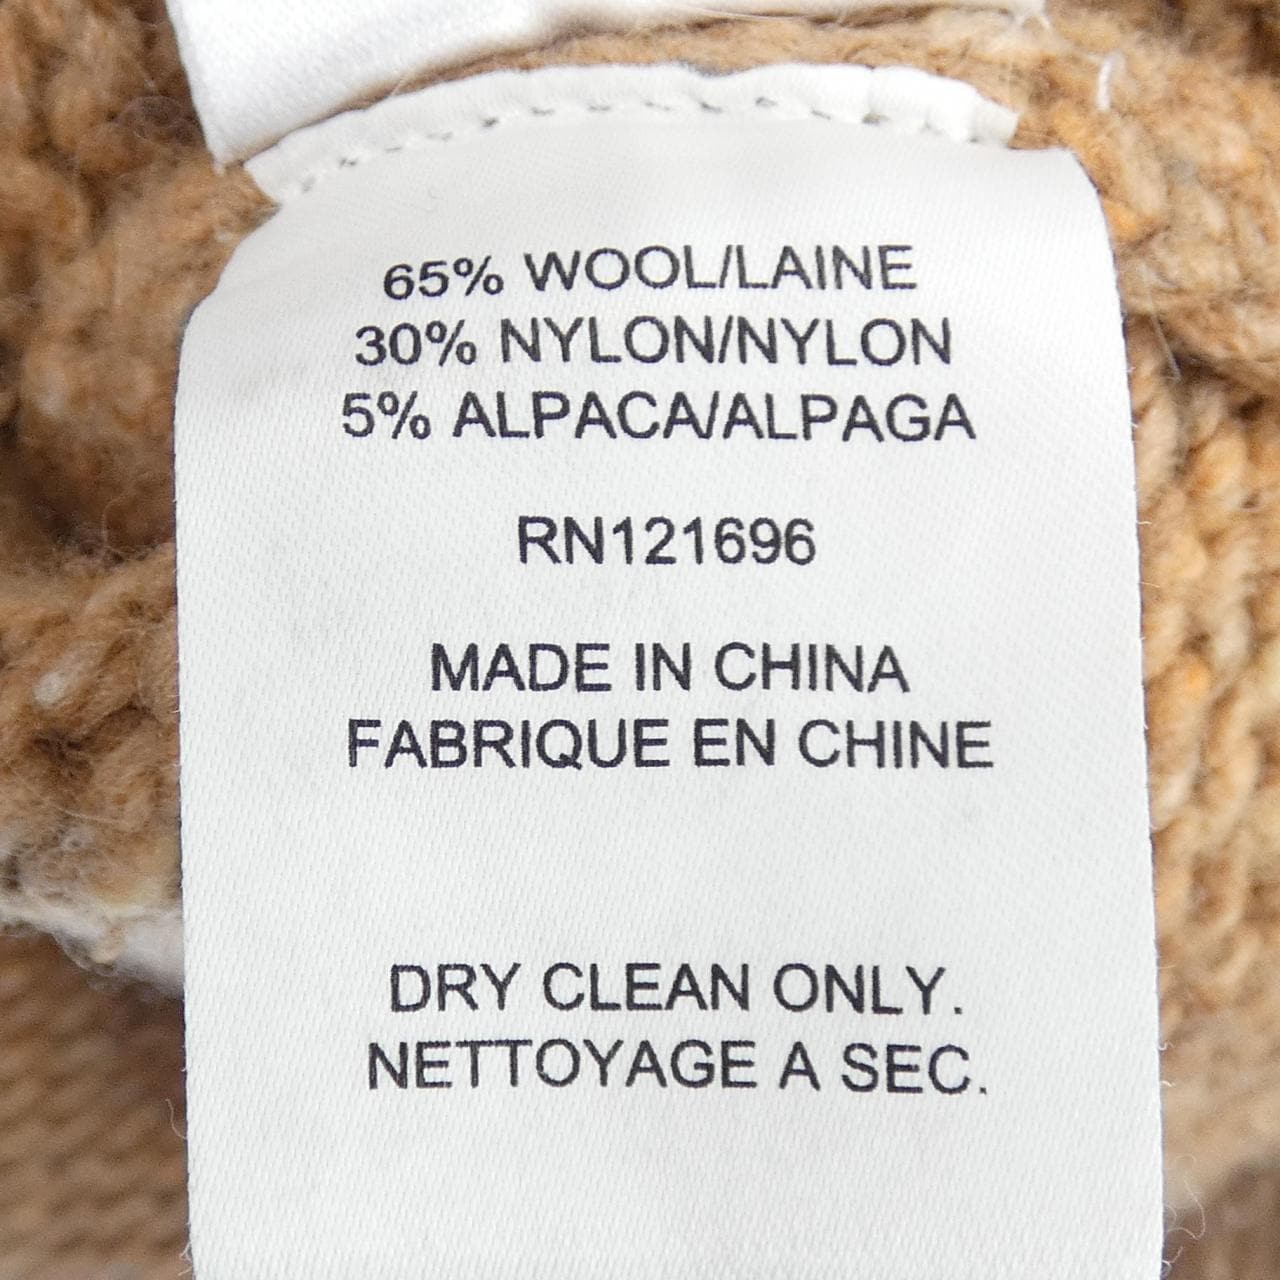 65% WOOL/LAINE
30% NYLON/NYLON
5% ALPACA/ALPAGA
RN121696
MADE IN CHINA
FABRIQUE EN CHINE
DRY CLEAN ONLY.
NETTOYAGE A SEC.